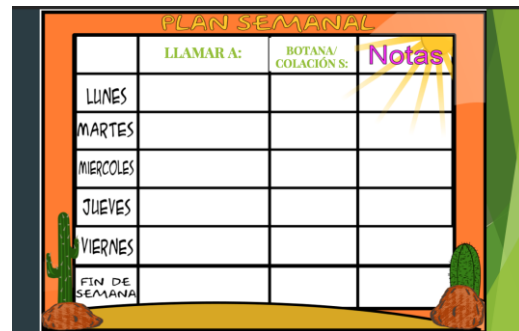 PLAN SEMANAL
LLAMAR A:
BOTANA/
COLACIÓN S:
Notas
LUNES
MARTES
MIERCOLES
JUEVES
VIERNES
FIN DE
SEMANA